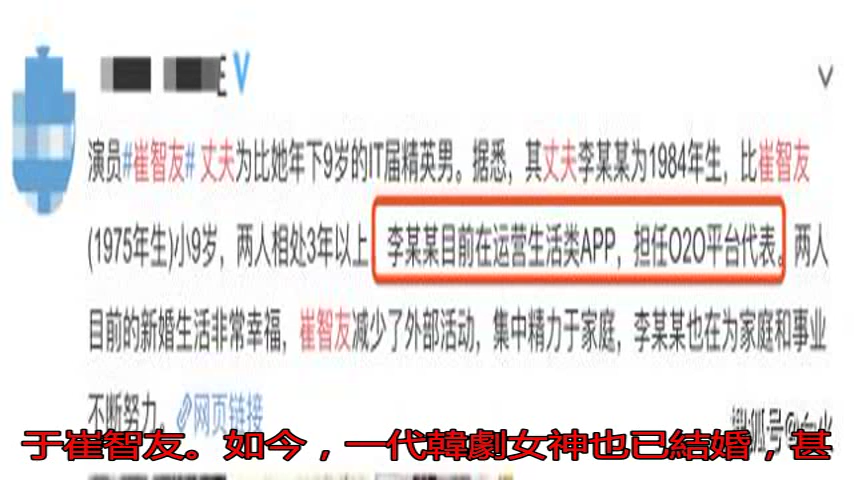 E V
演员#崔智友# 丈夫为比她年下9岁的IT届精英男。据悉，其丈夫李某某为1984年生，比崔智友
(1975年生)小9岁，两人相处3年以上 李某某目前在运营生活类APP，担任O2O平台代表。两人
目前的新婚生活非常幸福，崔智友减少了外部活动，集中精力于家庭，李某某也在为家庭和事业
不断努力。网页链接
于崔智友。如今，一代韓劇女神也已結婚，甚